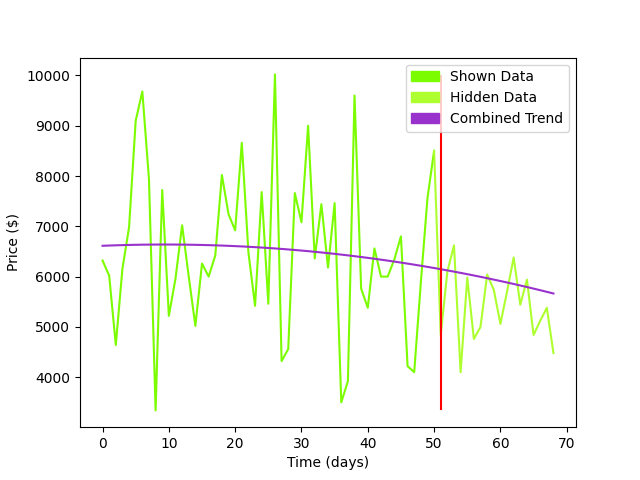 Shown Data
Hidden Data
Combined Trend
Price ($)
10000
9000
8000
7000
6000
5000
4000
0 10 20 30 40 50 60 70
Time (days)